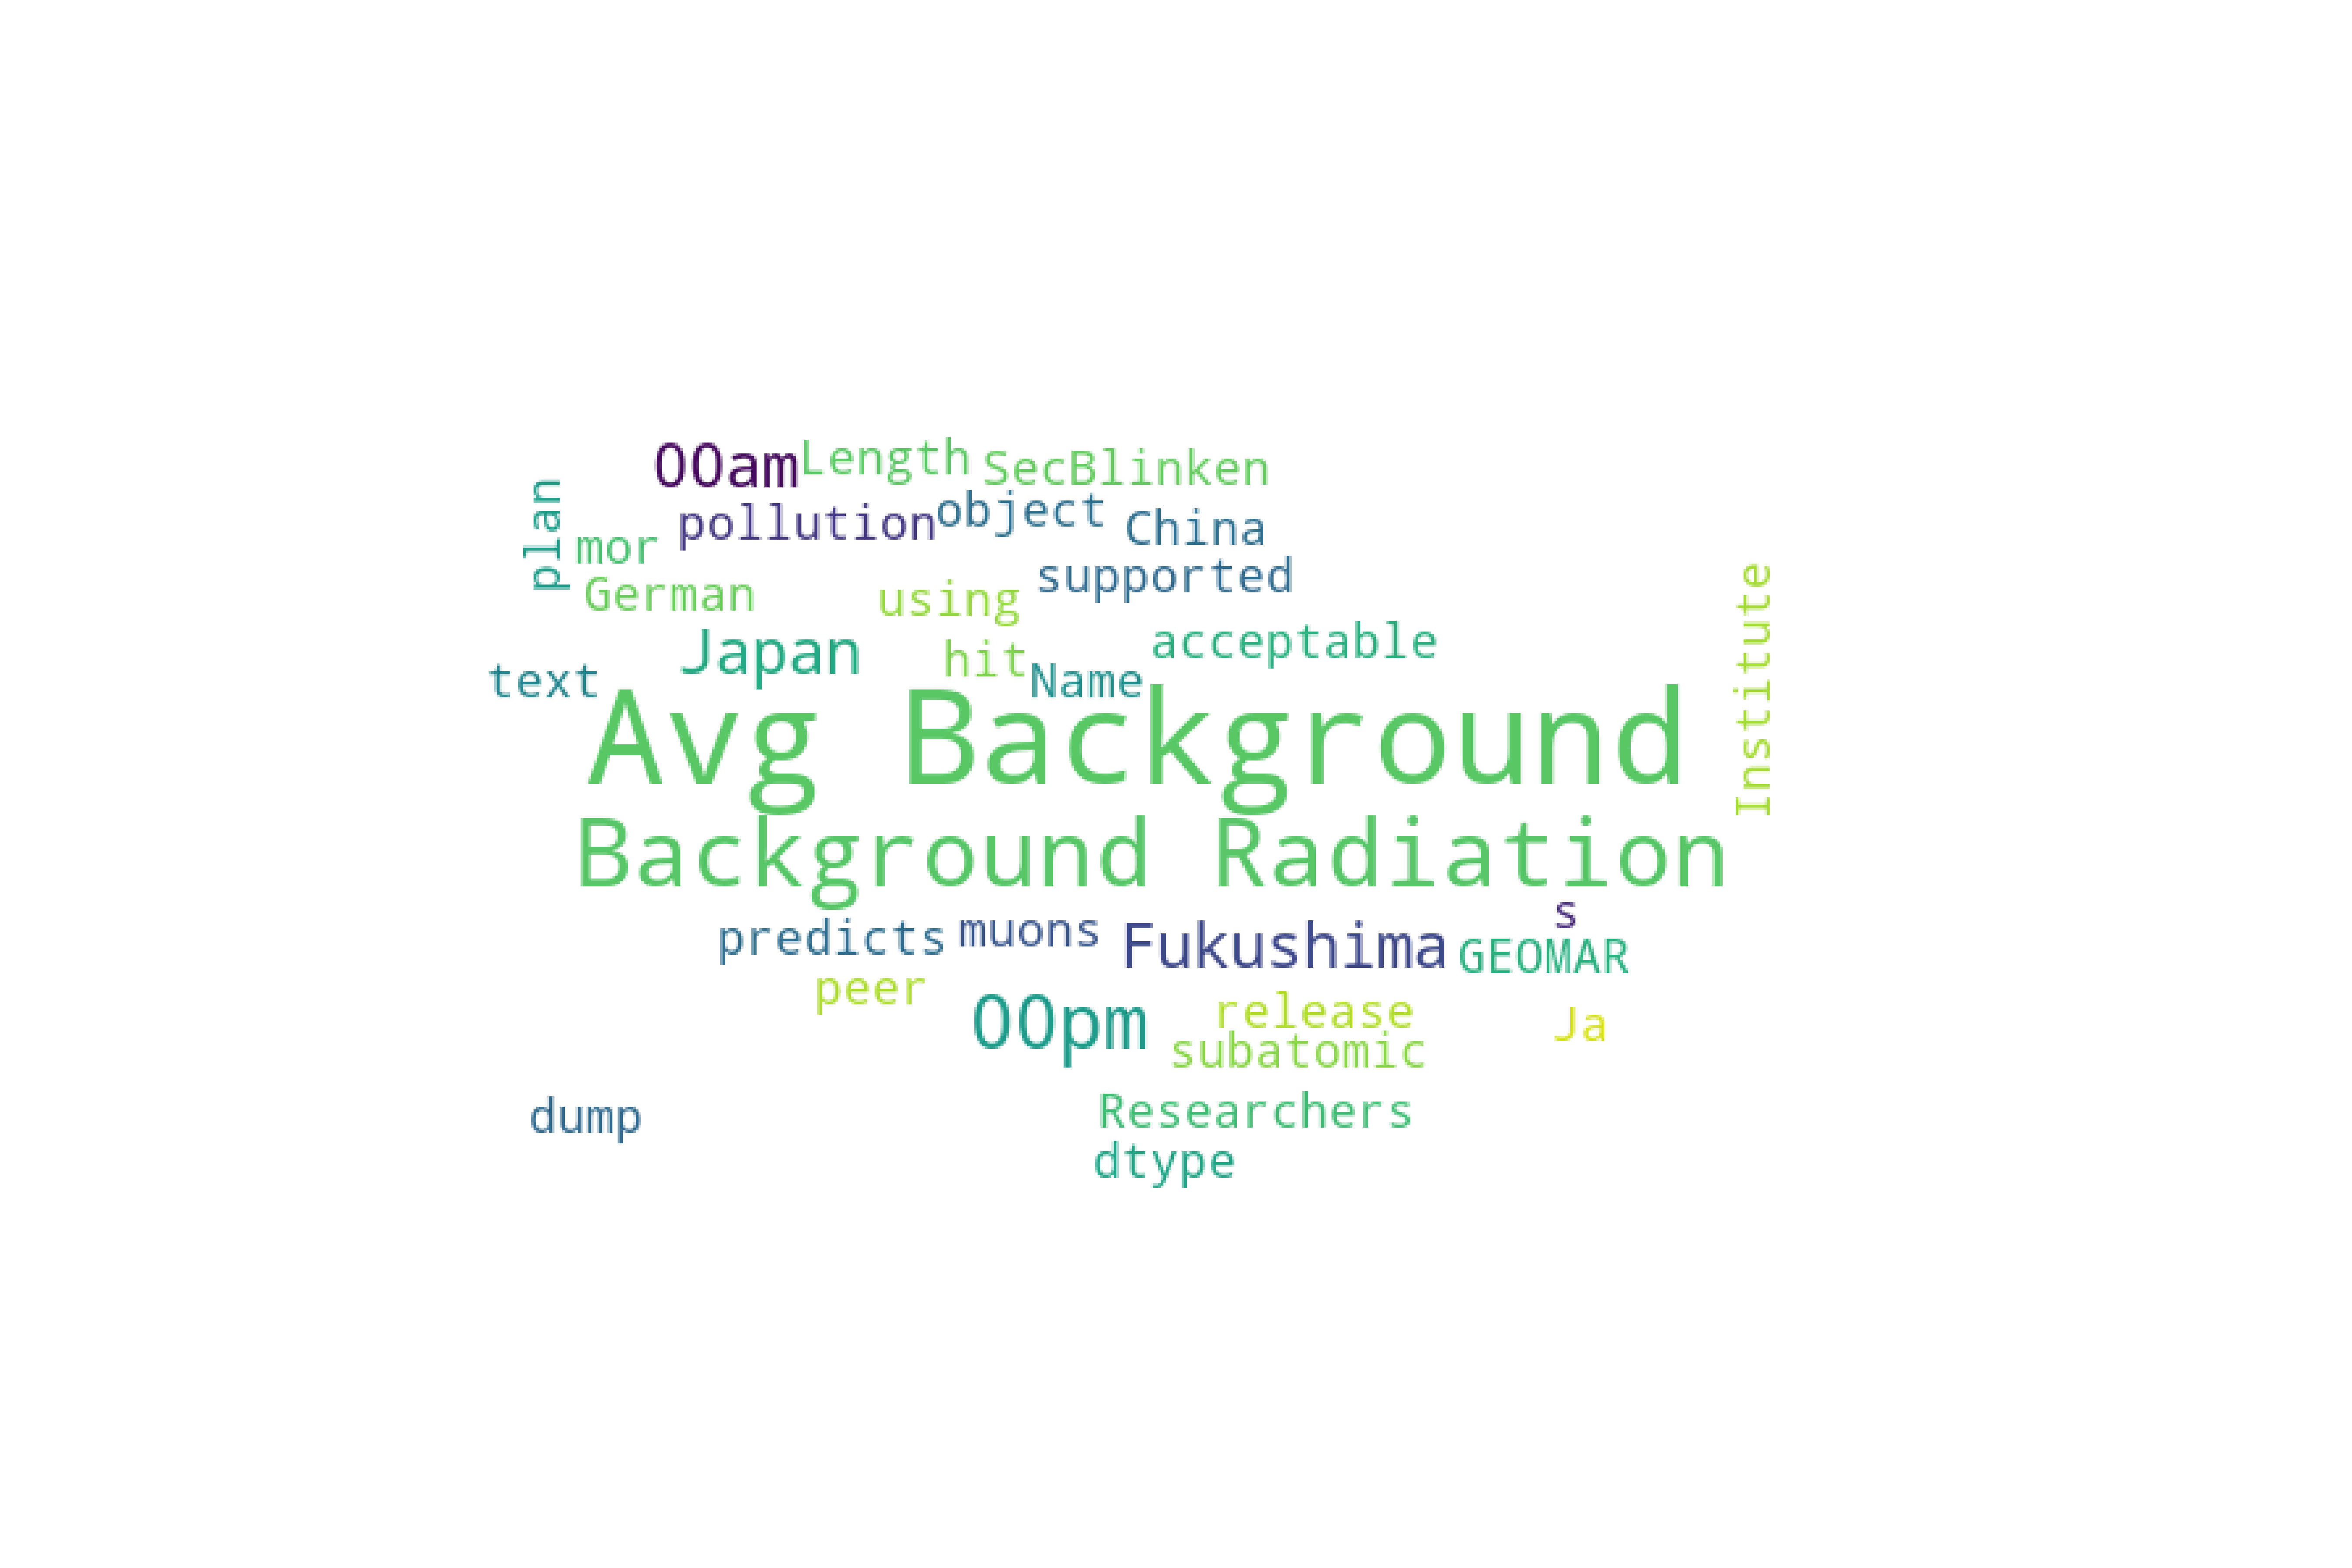 00am
Length
SecBlinken
plan
pollution
object
China
mor
supported
German
using
Institute
Japan
hit
acceptable
text
Name
Avg Background
Background Radiation
s
predicts
muons
Fukushima
GEOMAR
peer
00pm
release
Ja
subatomic
dump
Researchers
dtype